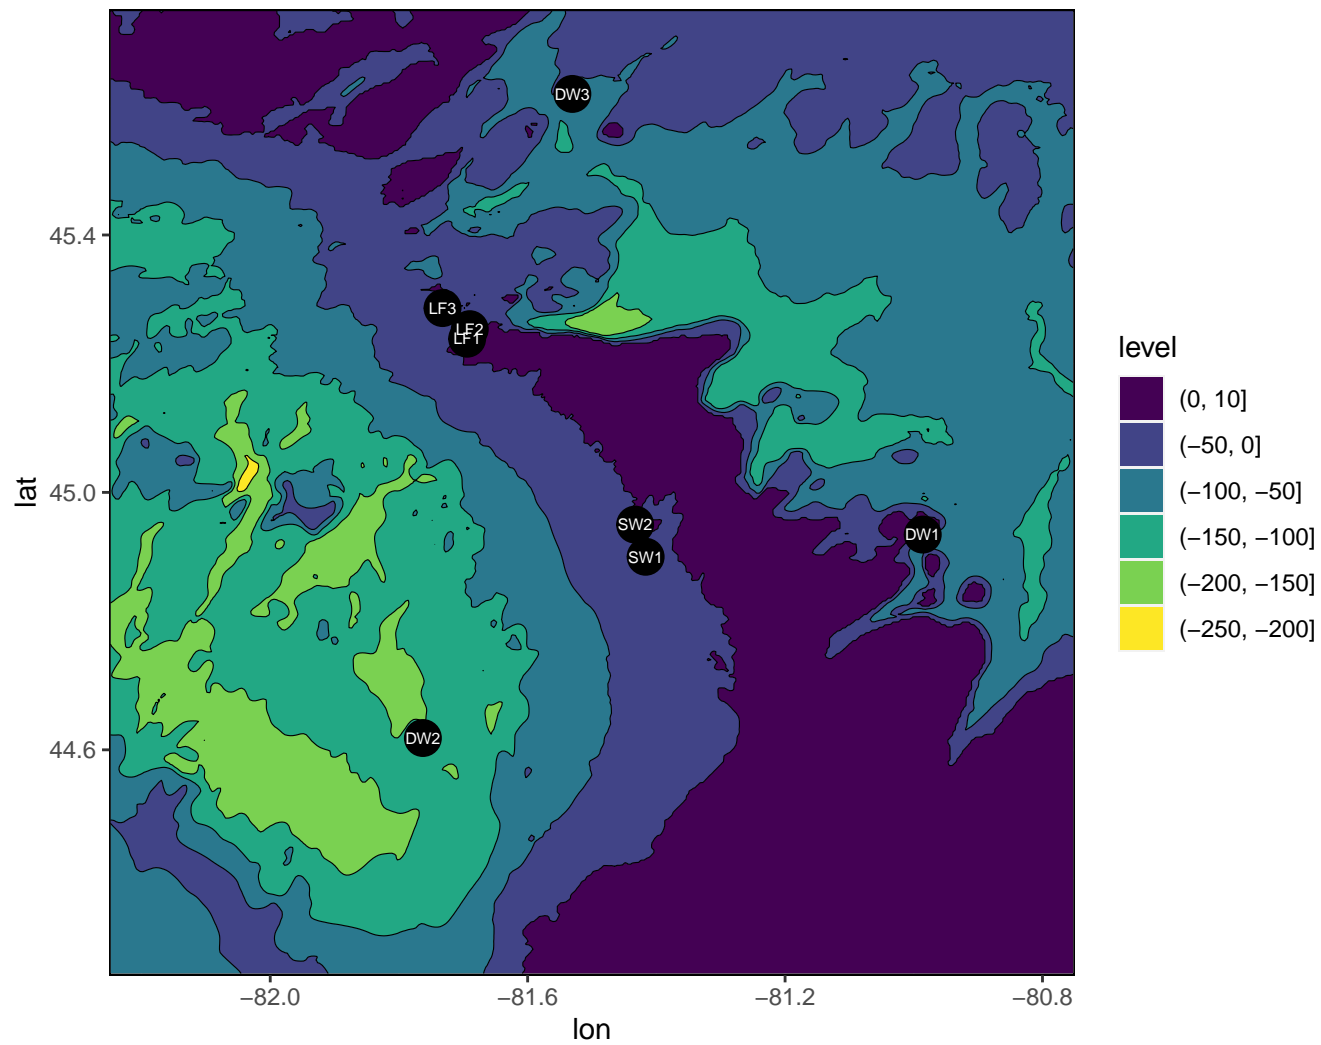 DW3
45.4
LF3
LF2
LF1
level
(0, 10]
(−50, 0]
(−100, −50]
(−150, −100]
(−200, −150]
(−250, −200]
lat
45.0
SW2
DW1
SW1
DW2
44.6
−82.0
−81.6
−81.2
−80.8
lon